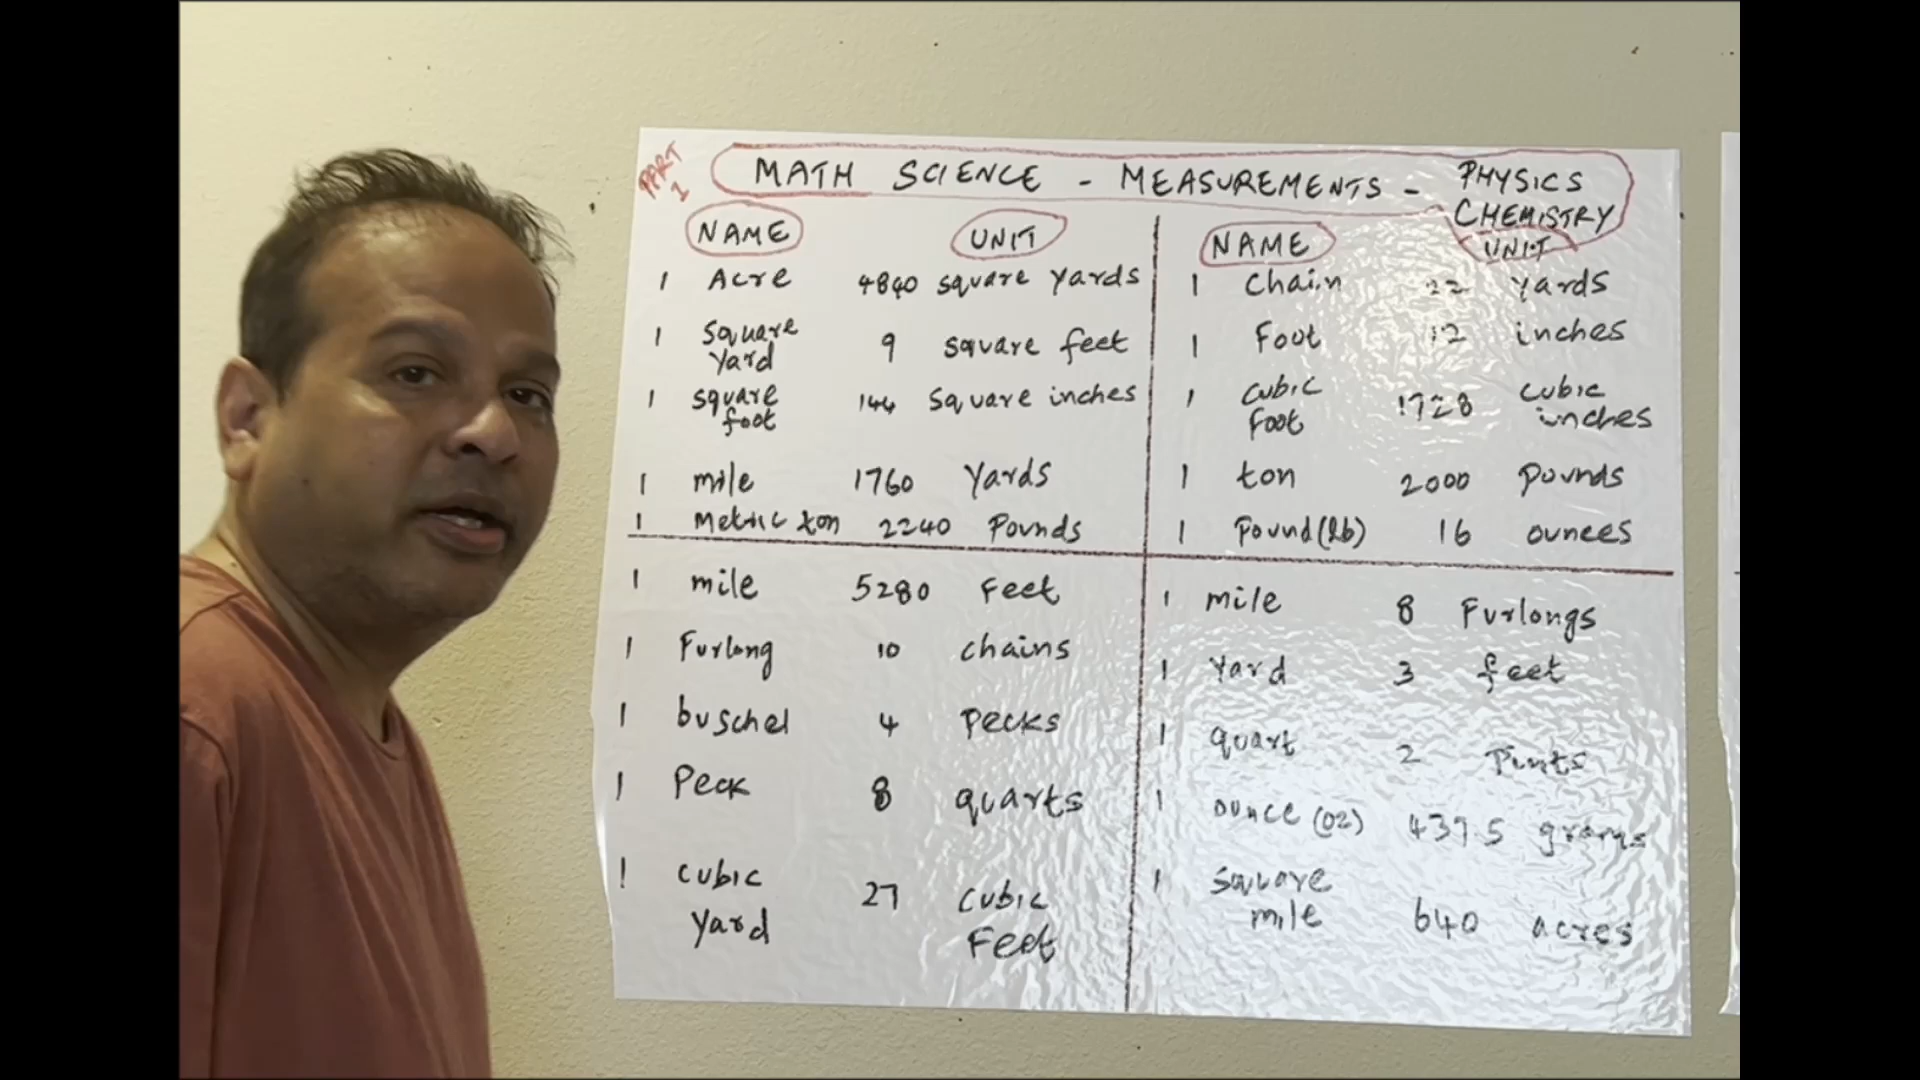 PART
1
MATH SCIENCE - MEASUREMENTS - PHYSICS
CHEMISTRY
NAME UNIT
1 Acre 4840 square yards
1 square yard 9 square feet
1 square foot 144 square inches
1 mile 1760 yards
1 Metric ton 2240 Pounds
1 mile 5280 Feet
1 Furlong 10 chains
1 buschel 4 Pecks
1 Peck 8 quarts
1 cubic yard 27 cubic Feet
NAME UNIT
1 Chain 22 yards
1 Foot 12 inches
1 cubic foot 1728 cubic inches
1 ton 2000 pounds
1 Pound (lb) 16 ounces
1 mile 8 Furlongs
1 yard 3 feet
1 quart 2 Pints
1 ounce (oz) 437.5 grams
1 square mile 640 acres